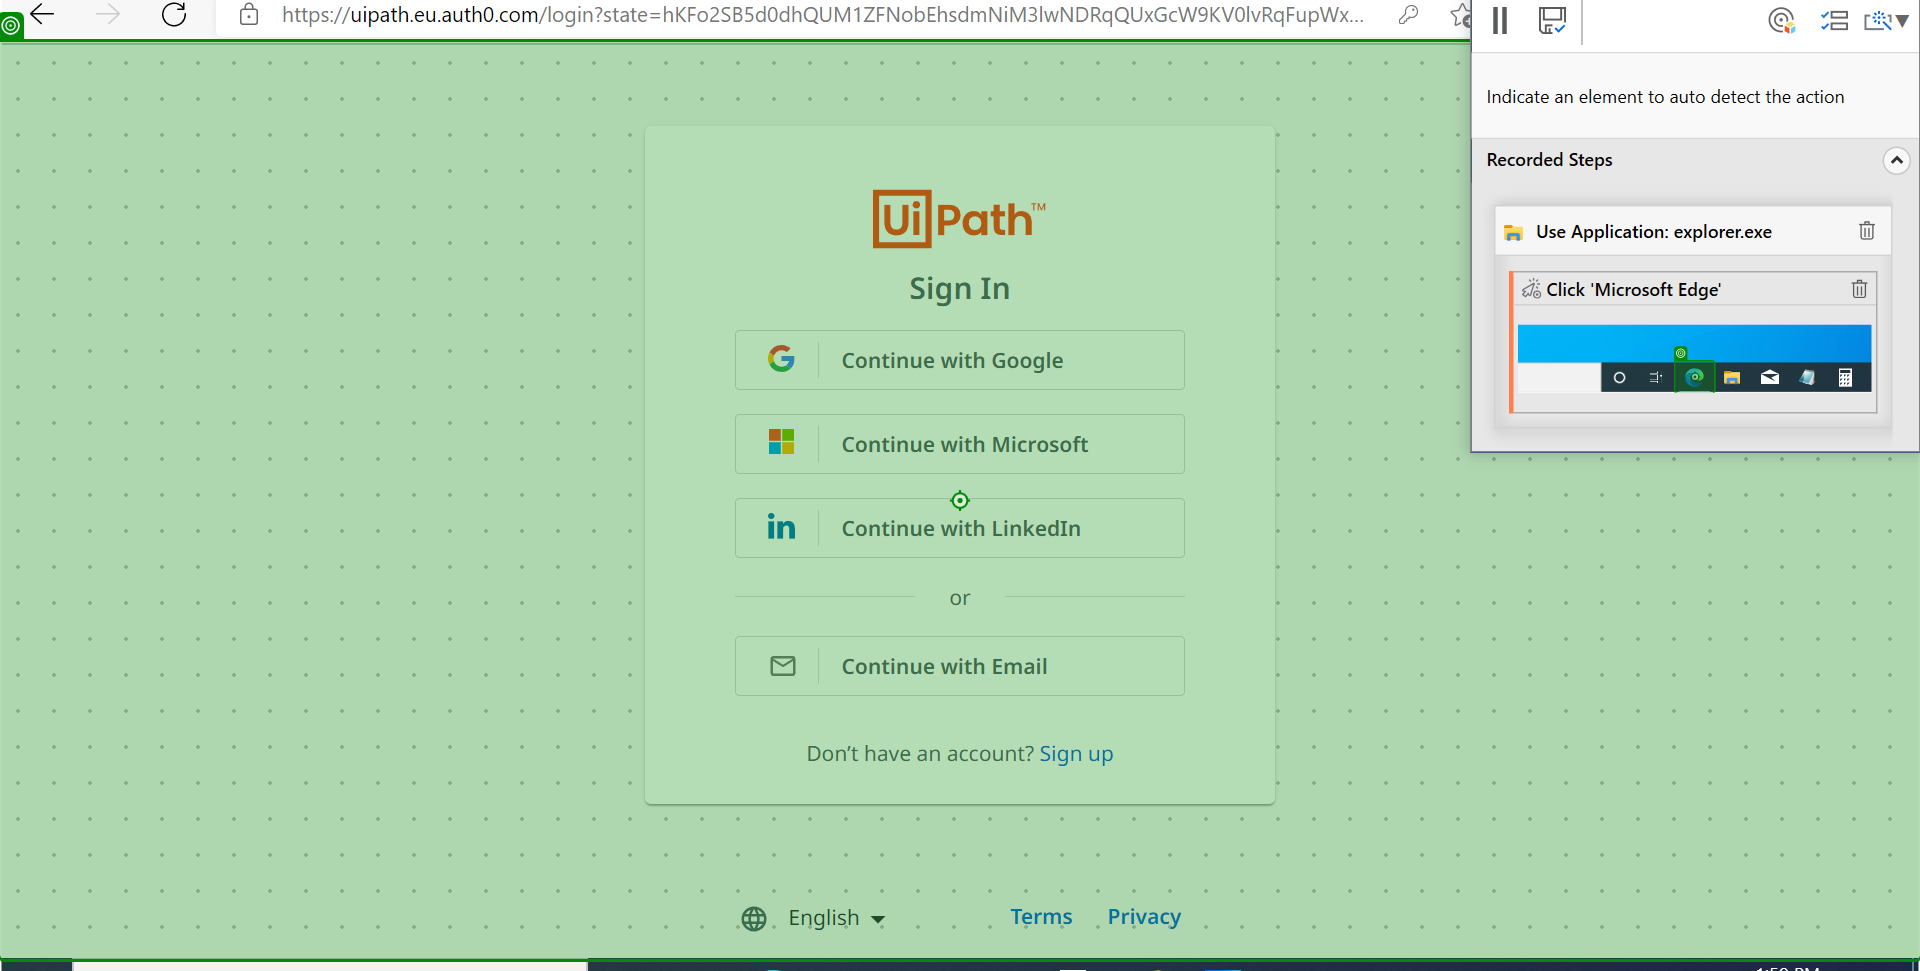 https://uipath.eu.auth0.com/login?state=hKFo2SB5d0dhQUM1ZFNobEhsdmNiM3lwNDRqQUxGcW9KV0lvRqFupWx...
Indicate an element to auto detect the action
Recorded Steps
Use Application: explorer.exe
Click 'Microsoft Edge'
UiPath™
Sign In
Continue with Google
Continue with Microsoft
in Continue with LinkedIn
or
Continue with Email
Don’t have an account? Sign up
English
Terms Privacy